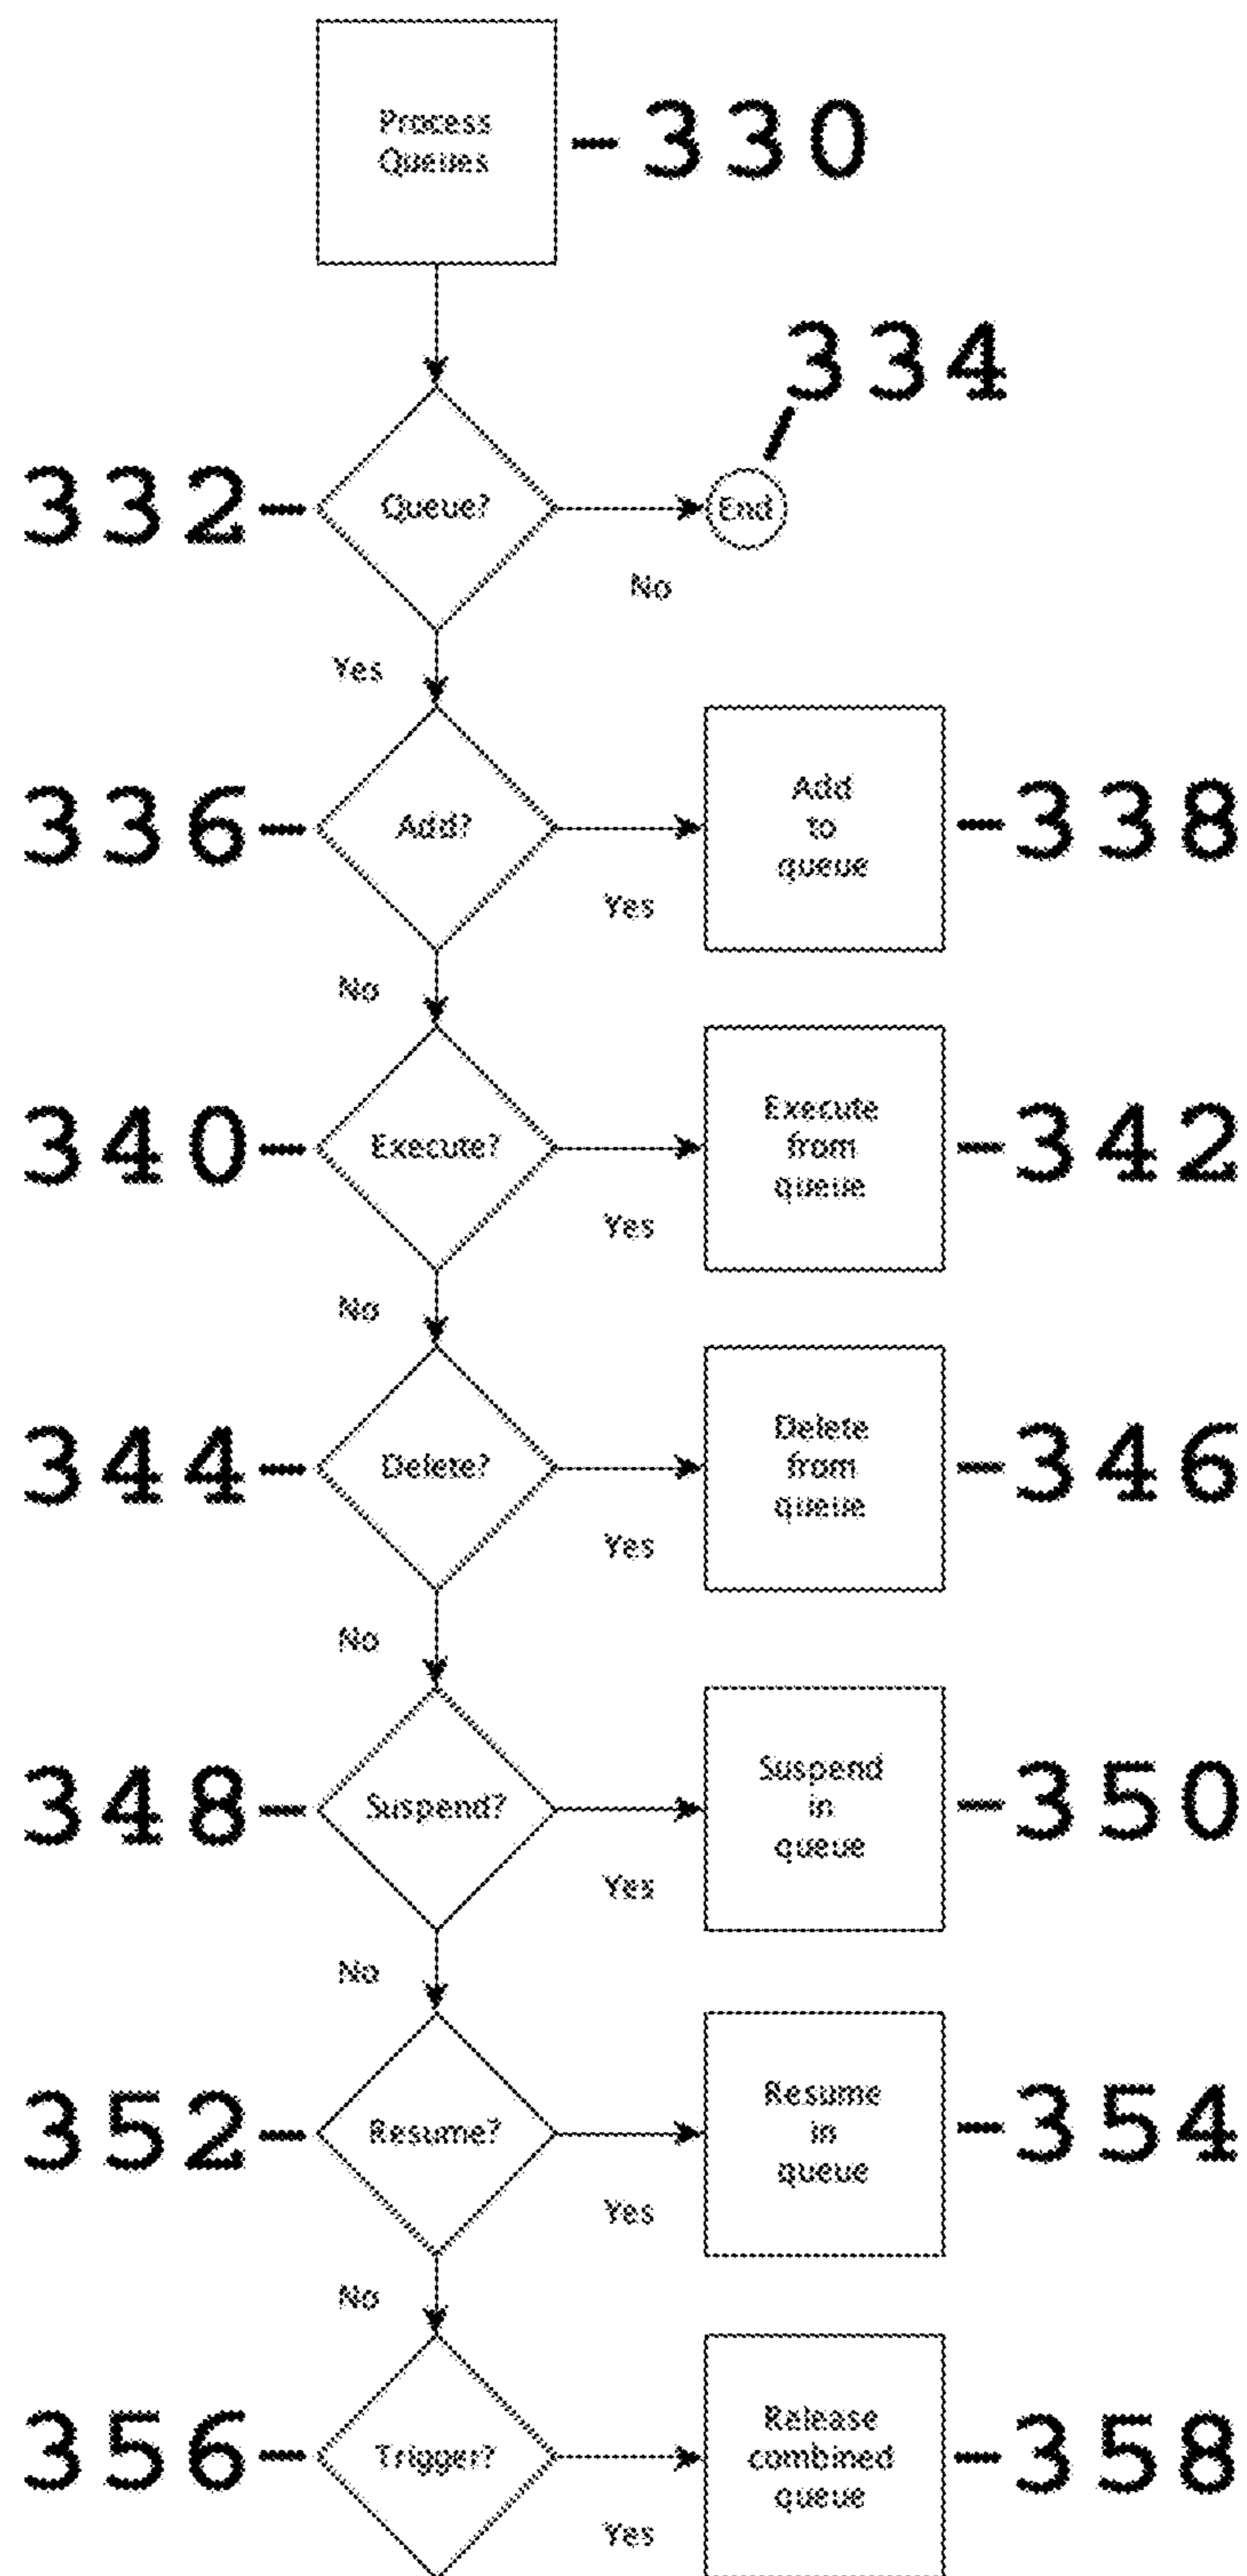 Process
Queues
-330
334
332-
Queue?
End
No
Yes
336-
Add?
Add
to
queue
-338
Yes
No
340-
Execute?
Execute
from
queue
-342
Yes
No
344-
Delete?
Delete
from
queue
-346
Yes
No
348-
Suspend?
Suspend
in
queue
-350
Yes
No
352-
Resume?
Resume
in
queue
-354
Yes
No
356-
Trigger?
Release
combined
queue
-358
Yes